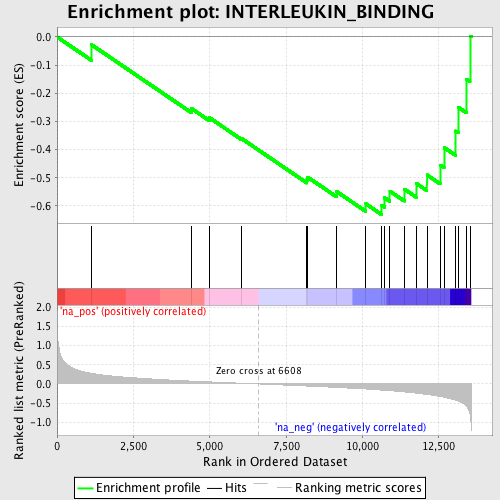 Enrichment plot: INTERLEUKIN_BINDING
Enrichment score (ES)
0.0
-0.1
-0.2
-0.3
-0.4
-0.5
-0.6
'na_pos' (positively correlated)
Ranked list metric (PreRanked)
2.0
1.5
1.0
0.5
0.0
-0.5
-1.0
Zero cross at 6608
'na_neg' (negatively correlated)
0
2,500
5,000
7,500
10,000
12,500
Rank in Ordered Dataset
Enrichment profile
Hits
Ranking metric scores